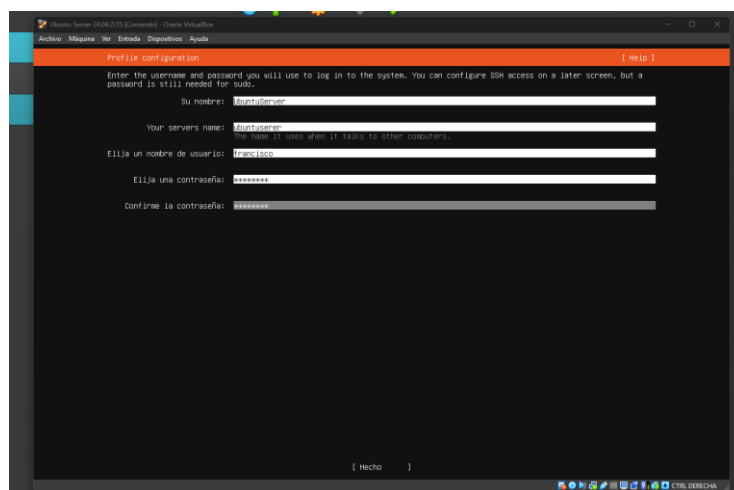 Ubuntu Server 24.04.2LTS [Corriendo] - Oracle VirtualBox
Archivo Máquina Ver Entrada Dispositivos Ayuda
Profile configuration [ Help ]
Enter the username and password you will use to log in to the system. You can configure SSH access on a later screen, but a
password is still needed for sudo.
Su nombre: UbuntuServer
Your servers name: ubuntuserer
The name it uses when it talks to other computers.
Elija un nombre de usuario: francisco
Elija una contraseña: ********
Confirme la contraseña: ********
[ Hecho ]
CTRL DERECHA